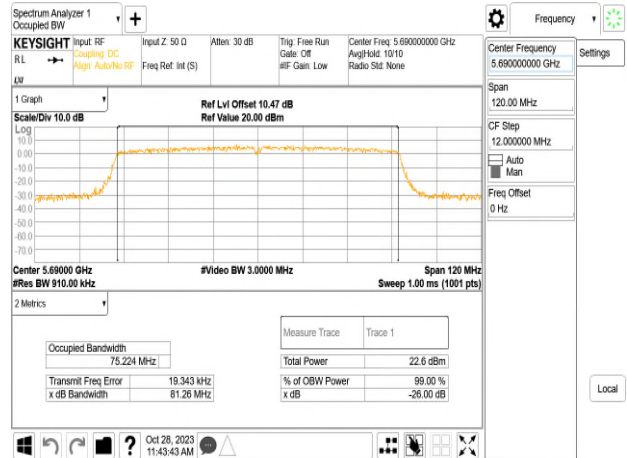 Spectrum Analyzer 1
Occupied BW
+
Frequency
KEYSIGHT
RL
Input: RF
Coupling: DC
Align: Auto/No RF
Input Z: 50 Ω
Freq Ref: Int (S)
Atten: 30 dB
Trig: Free Run
Gate: Off
#IF Gain: Low
Center Freq: 5.690000000 GHz
Avg|Hold: 10/10
Radio Std: None
Center Frequency
5.690000000 GHz
Settings
Span
120.00 MHz
CF Step
12.000000 MHz
Auto
Man
Freq Offset
0 Hz
Local
1 Graph
Scale/Div 10.0 dB
Ref Lvl Offset 10.47 dB
Ref Value 20.00 dBm
Log
10.0
0.00
-10.0
-20.0
-30.0
-40.0
-50.0
-60.0
-70.0
Center 5.69000 GHz
#Res BW 910.00 kHz
#Video BW 3.0000 MHz
Span 120 MHz
Sweep 1.00 ms (1001 pts)
2 Metrics
Measure Trace
Trace 1
Occupied Bandwidth
75.224 MHz
Total Power
22.6 dBm
Transmit Freq Error
19.343 kHz
% of OBW Power
99.00 %
x dB Bandwidth
81.26 MHz
x dB
-26.00 dB
?
Oct 28, 2023
11:43:43 AM